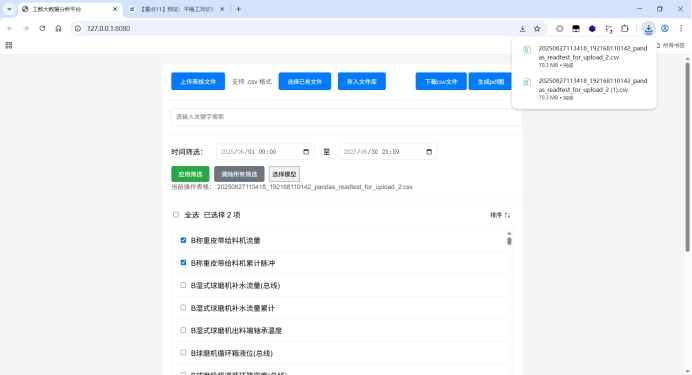 工数大数据分析平台
【重点11】预览：平稳工况切
127.0.0.1:8080
所有书签
20250827113418_192168110142_pandas_readtest_for_upload_2.csv
70.3 MB • 完成
20250827113418_192168110142_pandas_readtest_for_upload_2 (1).csv
70.3 MB • 完成
上传表格文件 支持 .csv 格式 选择已有文件 存入文件库 下载csv文件 生成pdf图
请输入关键字搜索
时间筛选： 2025/06/01 00:00 至 2025/06/30 23:59
应用筛选 清除所有筛选 选择模型
当前操作表格： 20250827113418_192168110142_pandas_readtest_for_upload_2.csv
全选 已选择 2 项 排序 ↑↓
B称重皮带给料机流量
B称重皮带给料机累计脉冲
B湿式球磨机补水流量(总线)
B湿式球磨机补水流量累计
B湿式球磨机出料端轴承温度
B球磨机循环箱液位(总线)